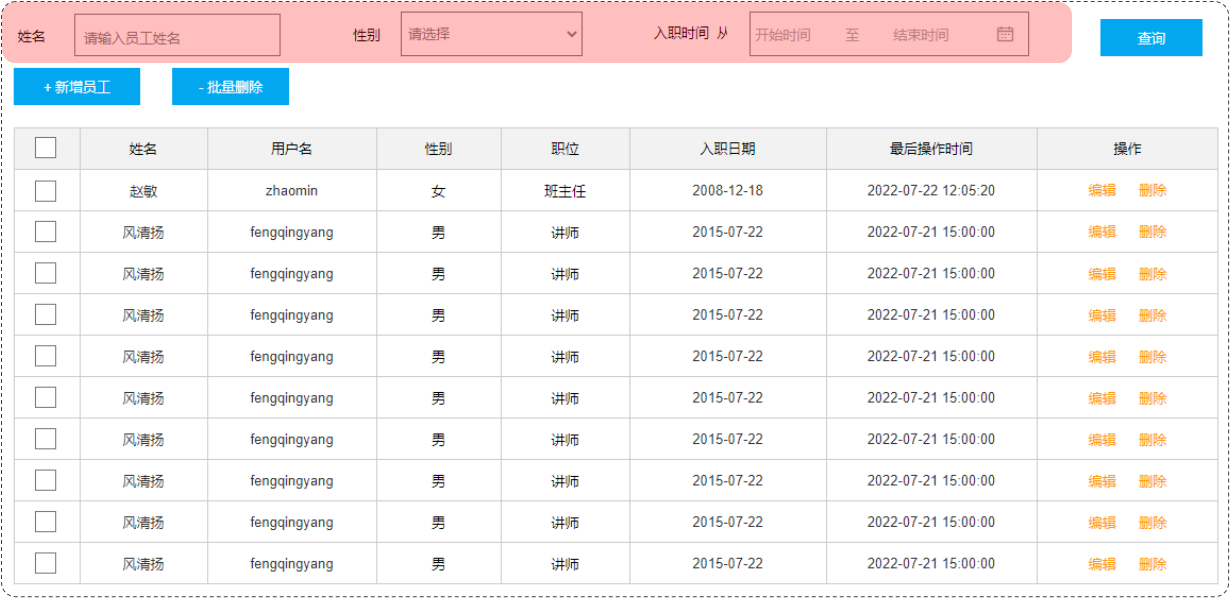 姓名 请输入员工姓名 性别 请选择 入职时间 从 开始时间 至 结束时间 查询
+ 新增员工 - 批量删除
姓名 用户名 性别 职位 入职日期 最后操作时间 操作
赵敏 zhaomin 女 班主任 2008-12-18 2022-07-22 12:05:20 编辑 删除
风清扬 fengqingyang 男 讲师 2015-07-22 2022-07-21 15:00:00 编辑 删除
风清扬 fengqingyang 男 讲师 2015-07-22 2022-07-21 15:00:00 编辑 删除
风清扬 fengqingyang 男 讲师 2015-07-22 2022-07-21 15:00:00 编辑 删除
风清扬 fengqingyang 男 讲师 2015-07-22 2022-07-21 15:00:00 编辑 删除
风清扬 fengqingyang 男 讲师 2015-07-22 2022-07-21 15:00:00 编辑 删除
风清扬 fengqingyang 男 讲师 2015-07-22 2022-07-21 15:00:00 编辑 删除
风清扬 fengqingyang 男 讲师 2015-07-22 2022-07-21 15:00:00 编辑 删除
风清扬 fengqingyang 男 讲师 2015-07-22 2022-07-21 15:00:00 编辑 删除
风清扬 fengqingyang 男 讲师 2015-07-22 2022-07-21 15:00:00 编辑 删除